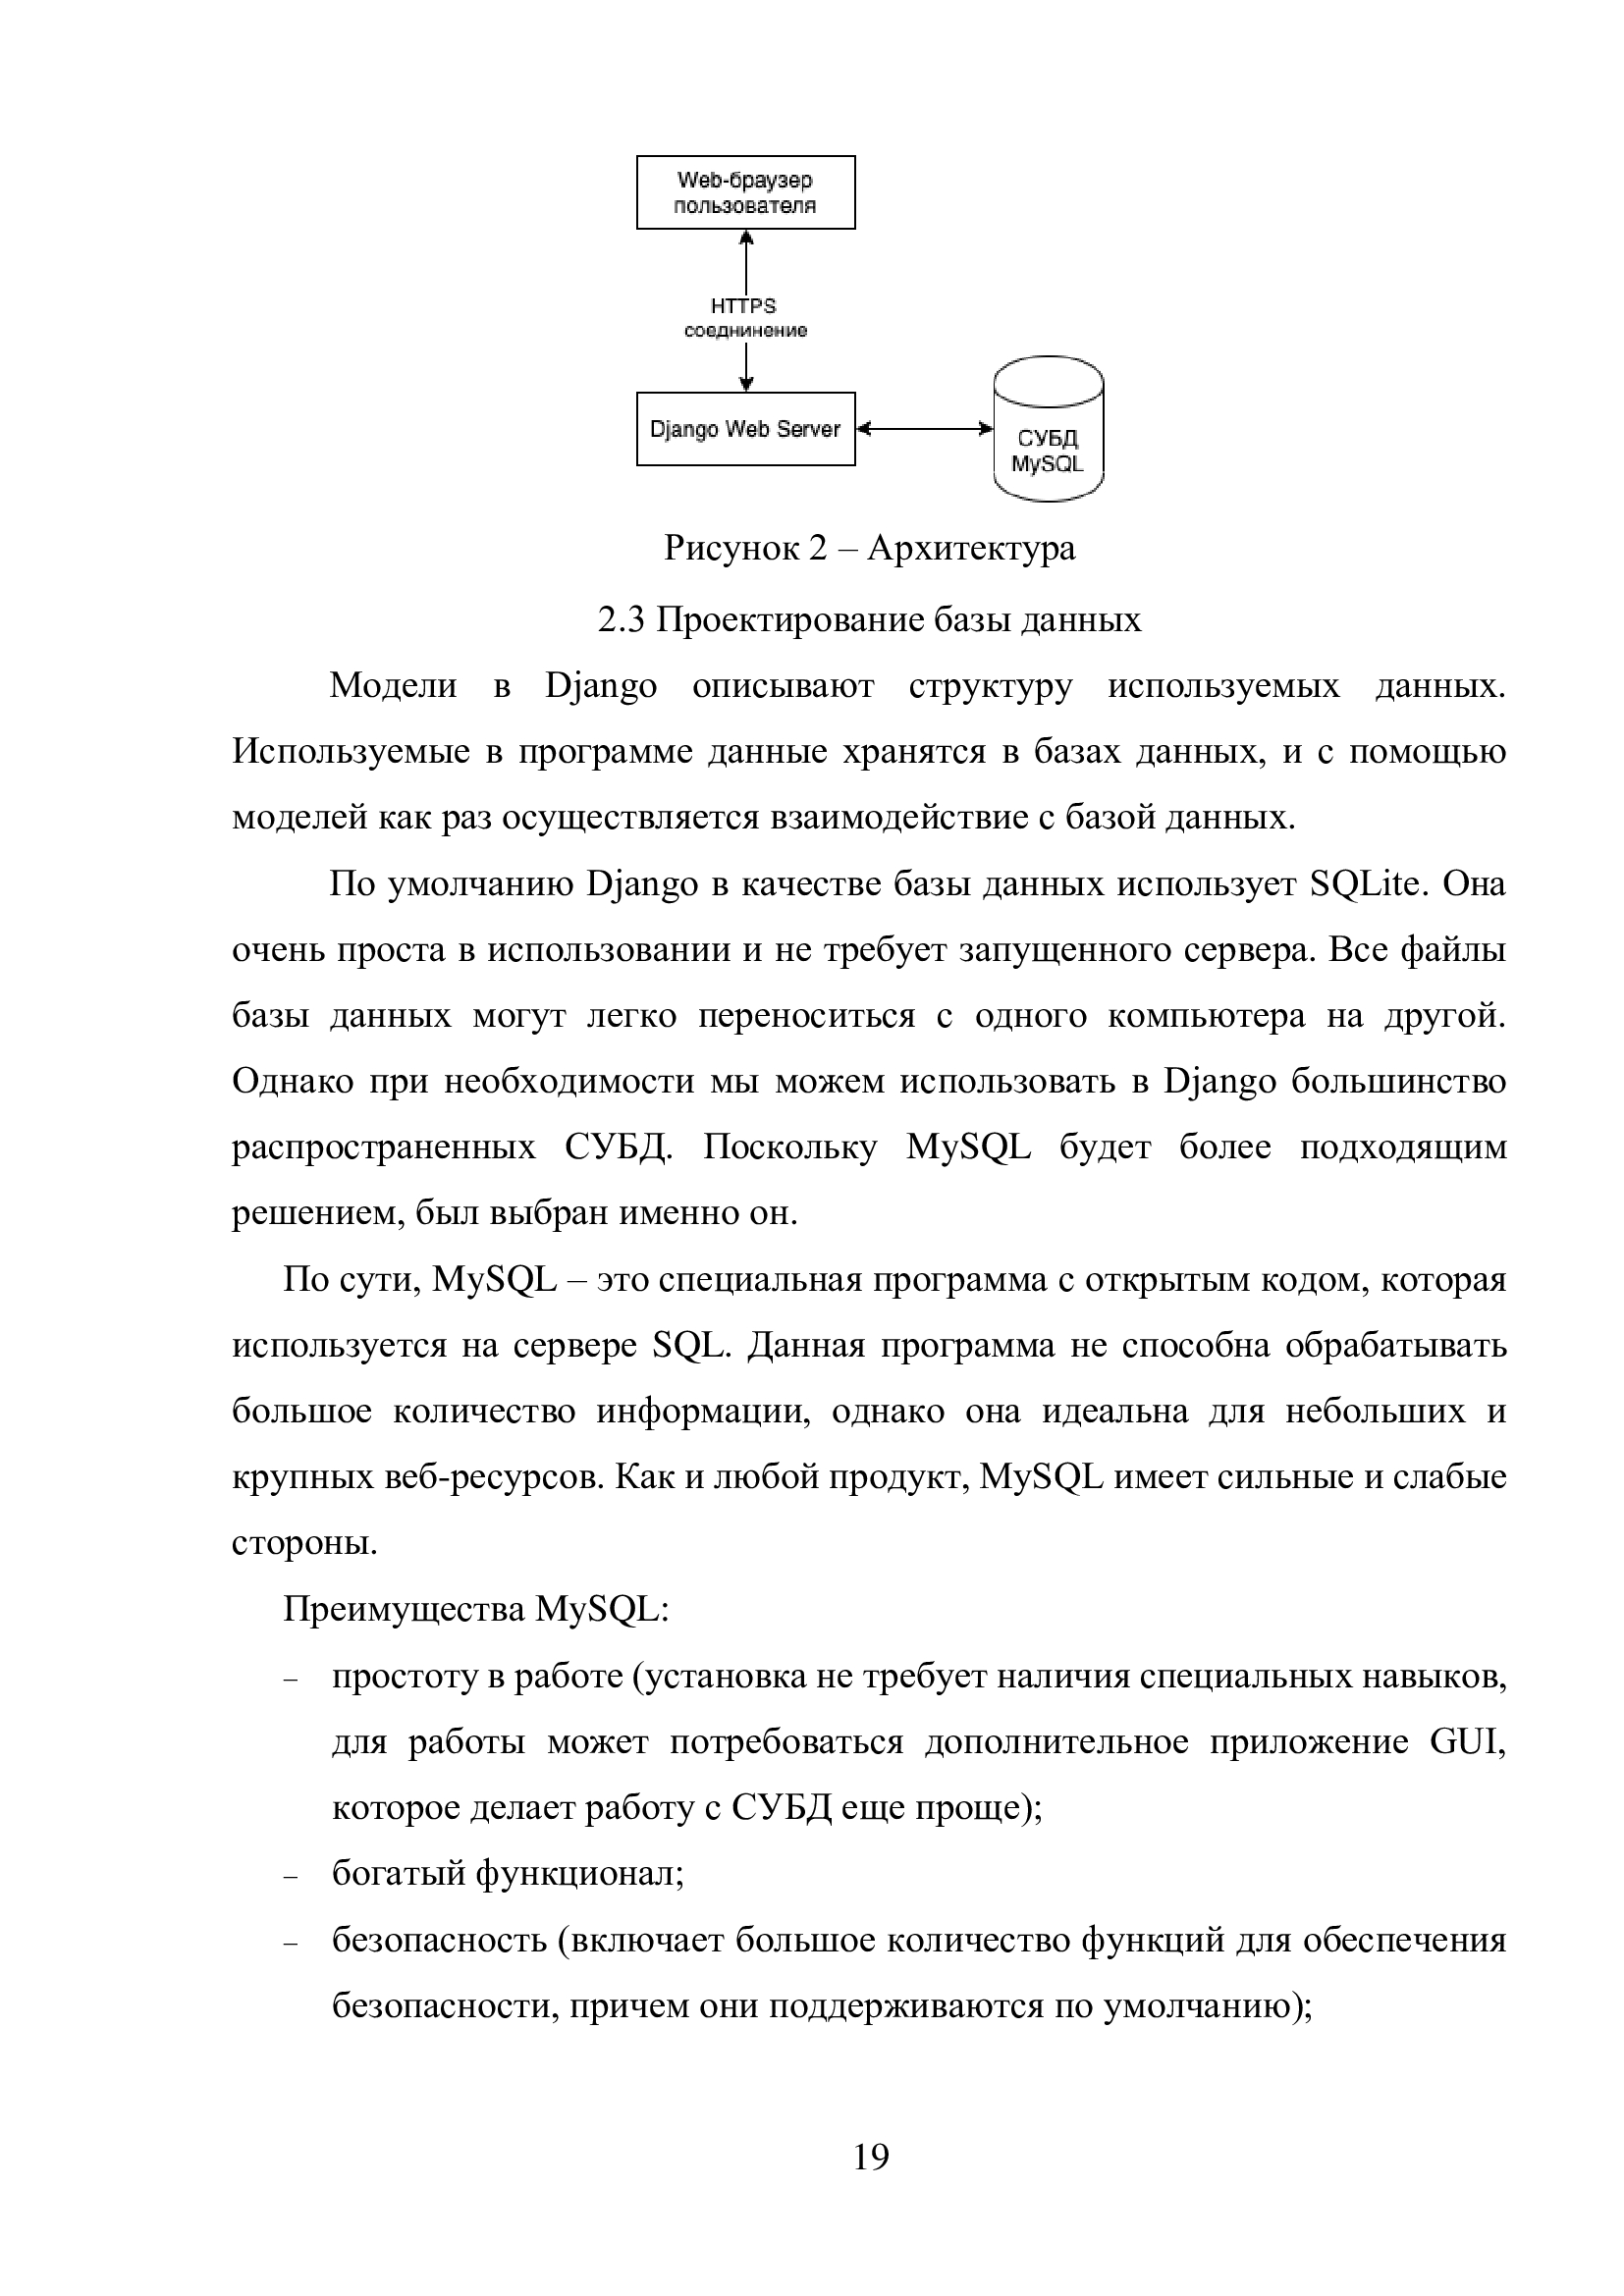 Web-браузер
пользователя
HTTPS
соеднинение
Django Web Server
СУБД
MySQL
Рисунок 2 – Архитектура
2.3 Проектирование базы данных
Модели в Django описывают структуру используемых данных.
Используемые в программе данные хранятся в базах данных, и с помощью
моделей как раз осуществляется взаимодействие с базой данных.
По умолчанию Django в качестве базы данных использует SQLite. Она
очень проста в использовании и не требует запущенного сервера. Все файлы
базы данных могут легко переноситься с одного компьютера на другой.
Однако при необходимости мы можем использовать в Django большинство
распространенных СУБД. Поскольку MySQL будет более подходящим
решением, был выбран именно он.
По сути, MySQL – это специальная программа с открытым кодом, которая
используется на сервере SQL. Данная программа не способна обрабатывать
большое количество информации, однако она идеальна для небольших и
крупных веб-ресурсов. Как и любой продукт, MySQL имеет сильные и слабые
стороны.
Преимущества MySQL:
– простоту в работе (установка не требует наличия специальных навыков,
для работы может потребоваться дополнительное приложение GUI,
которое делает работу с СУБД еще проще);
– богатый функционал;
– безопасность (включает большое количество функций для обеспечения
безопасности, причем они поддерживаются по умолчанию);
19